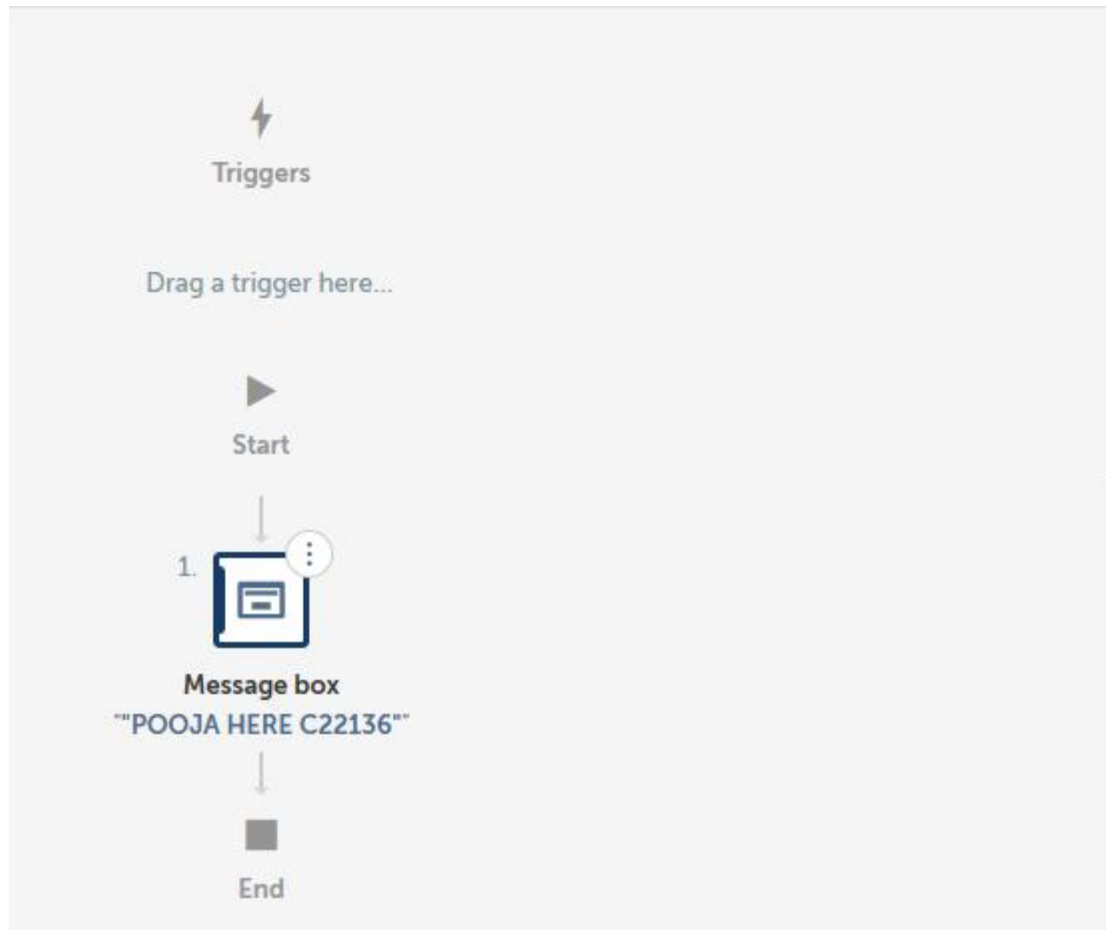 Triggers
Drag a trigger here...
Start
1.
Message box
""POOJA HERE C22136""
End